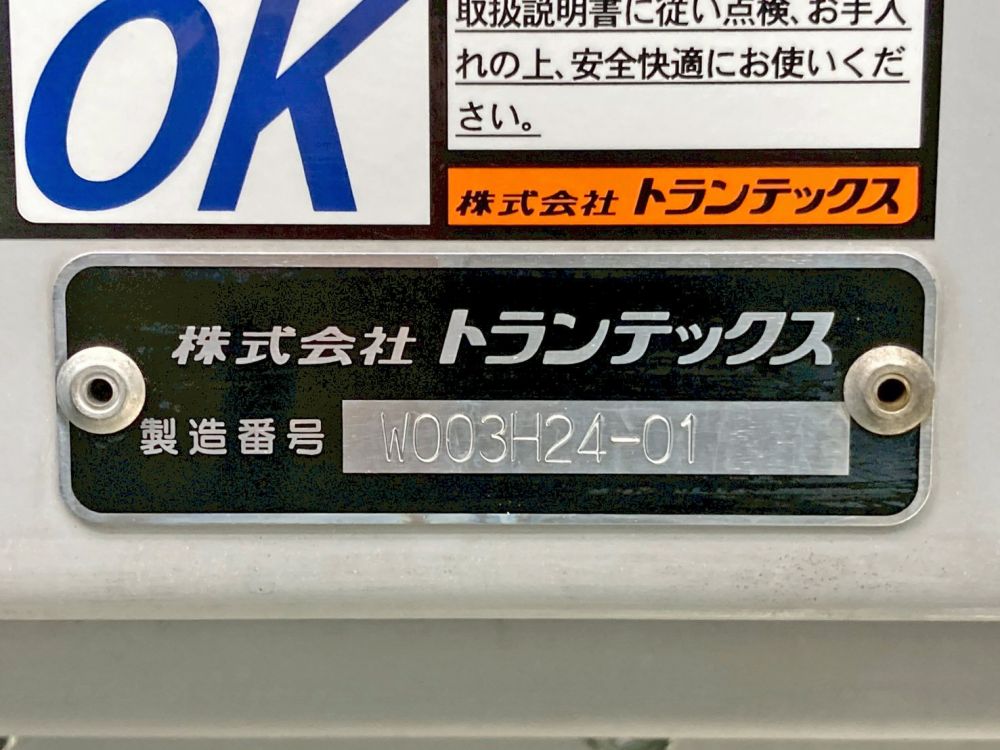 OK
取扱説明書に従い点検、お手入
れの上、安全快適にお使いくだ
さい。
株式会社 トランテックス
株式会社 トランテックス
製造番号 W003H24-01